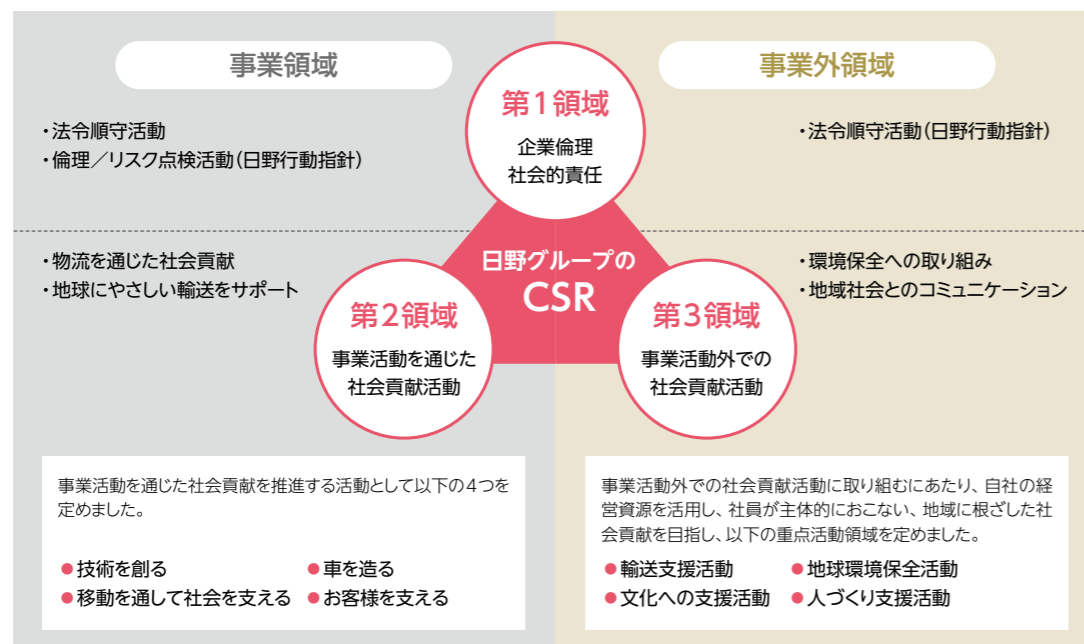 事業領域
事業外領域
第1領域
企業倫理
社会的責任
・法令順守活動
・倫理／リスク点検活動（日野行動指針）
・法令順守活動（日野行動指針）
日野グループの
CSR
・物流を通じた社会貢献
・地球にやさしい輸送をサポート
・環境保全への取り組み
・地域社会とのコミュニケーション
第2領域
事業活動を通じた
社会貢献活動
第3領域
事業活動外での
社会貢献活動
事業活動を通じた社会貢献を推進する活動として以下の4つを
定めました。
●技術を創る ●車を造る
●移動を通して社会を支える ●お客様を支える
事業活動外での社会貢献活動に取り組むにあたり、自社の経
営資源を活用し、社員が主体的におこない、地域に根ざした社
会貢献を目指し、以下の重点活動領域を定めました。
●輸送支援活動 ●地球環境保全活動
●文化への支援活動 ●人づくり支援活動